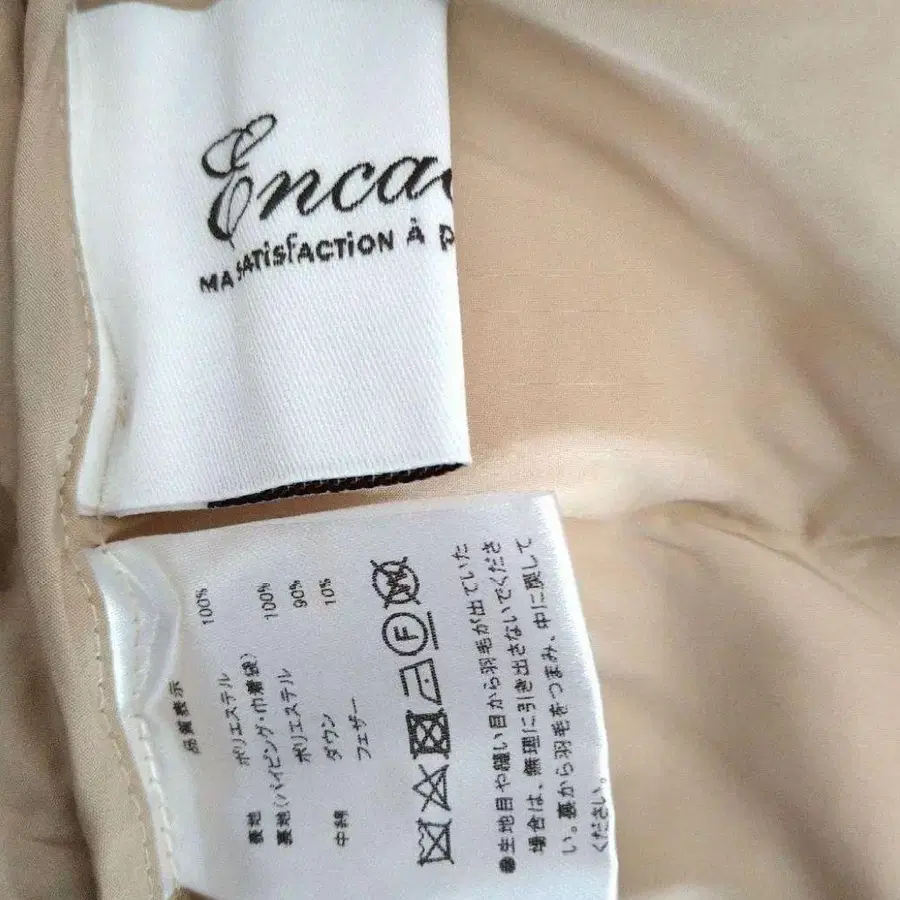 Enca
MA SATISFACTION À P
品質表示
表地 ポリエステル 100%
裏地(パイピング・巾着袋)
ポリエステル 100%
中綿 ダウン 90%
フェザー 10%
F W
●生地目や縫い目から羽毛が出ていた
場合は、無理に引き出さないでくださ
い。裏から羽毛をつまみ、中に戻して
ください。